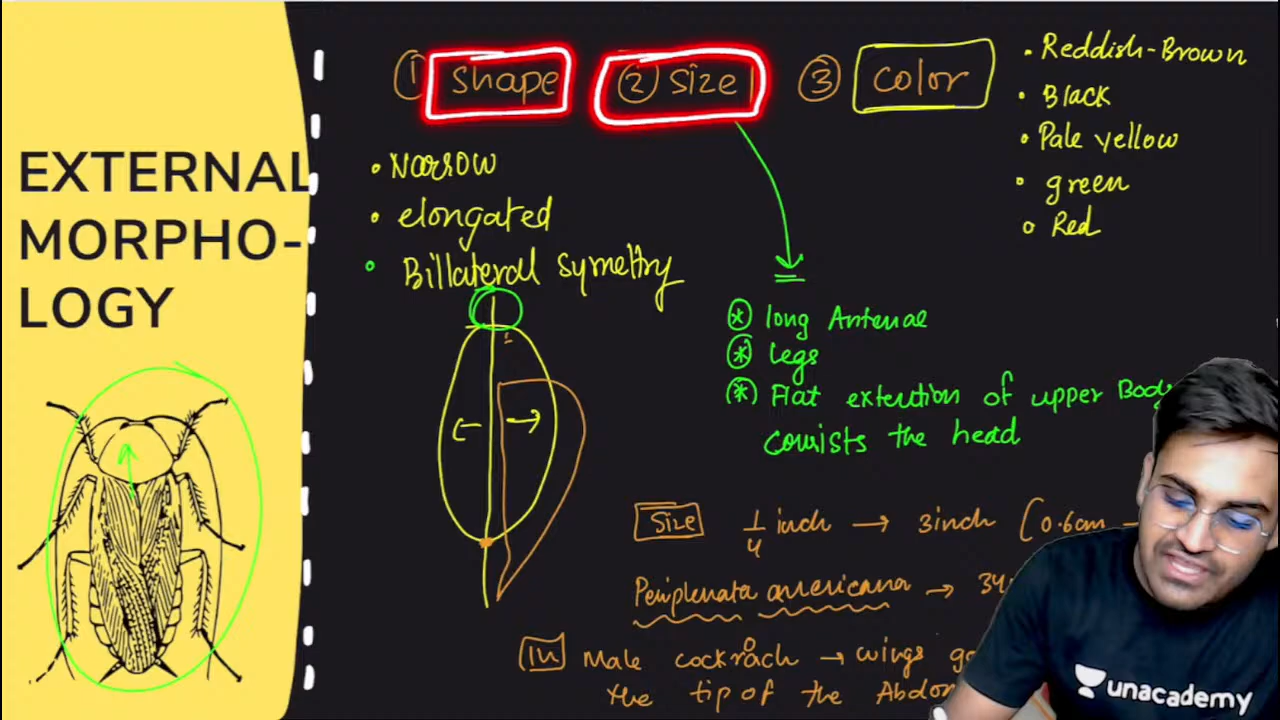 EXTERNAL
MORPHO-
LOGY
① Shape ② Size ③ Color
• Narrow
• elongated
• Billateral Symetry
• Reddish-Brown
• Black
• Pale yellow
• green
• Red
* long Antenae
* Legs
* Flat extention of upper Body
consists the head
Size 1/4 inch → 3inch (0.6cm
Periplenata americana → 34
In Male cockroach → wings
the tip of the Abdo
unacademy